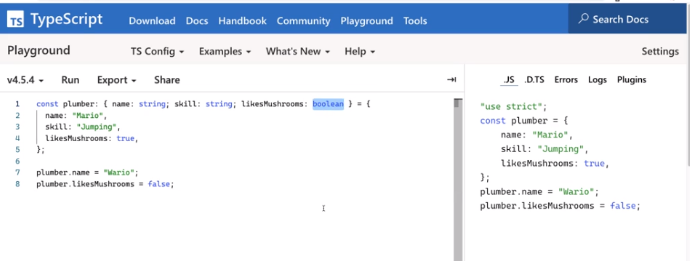 TS TypeScript Download Docs Handbook Community Playground Tools Search Docs
Playground TS Config Examples What's New Help Settings
v4.5.4 Run Export Share
.JS .D.TS Errors Logs Plugins
1 const plumber: { name: string; skill: string; likesMushrooms: boolean } = {
2 name: "Mario",
3 skill: "Jumping",
4 likesMushrooms: true,
5 };
6
7 plumber.name = "Wario";
8 plumber.likesMushrooms = false;
"use strict";
const plumber = {
name: "Mario",
skill: "Jumping",
likesMushrooms: true,
};
plumber.name = "Wario";
plumber.likesMushrooms = false;